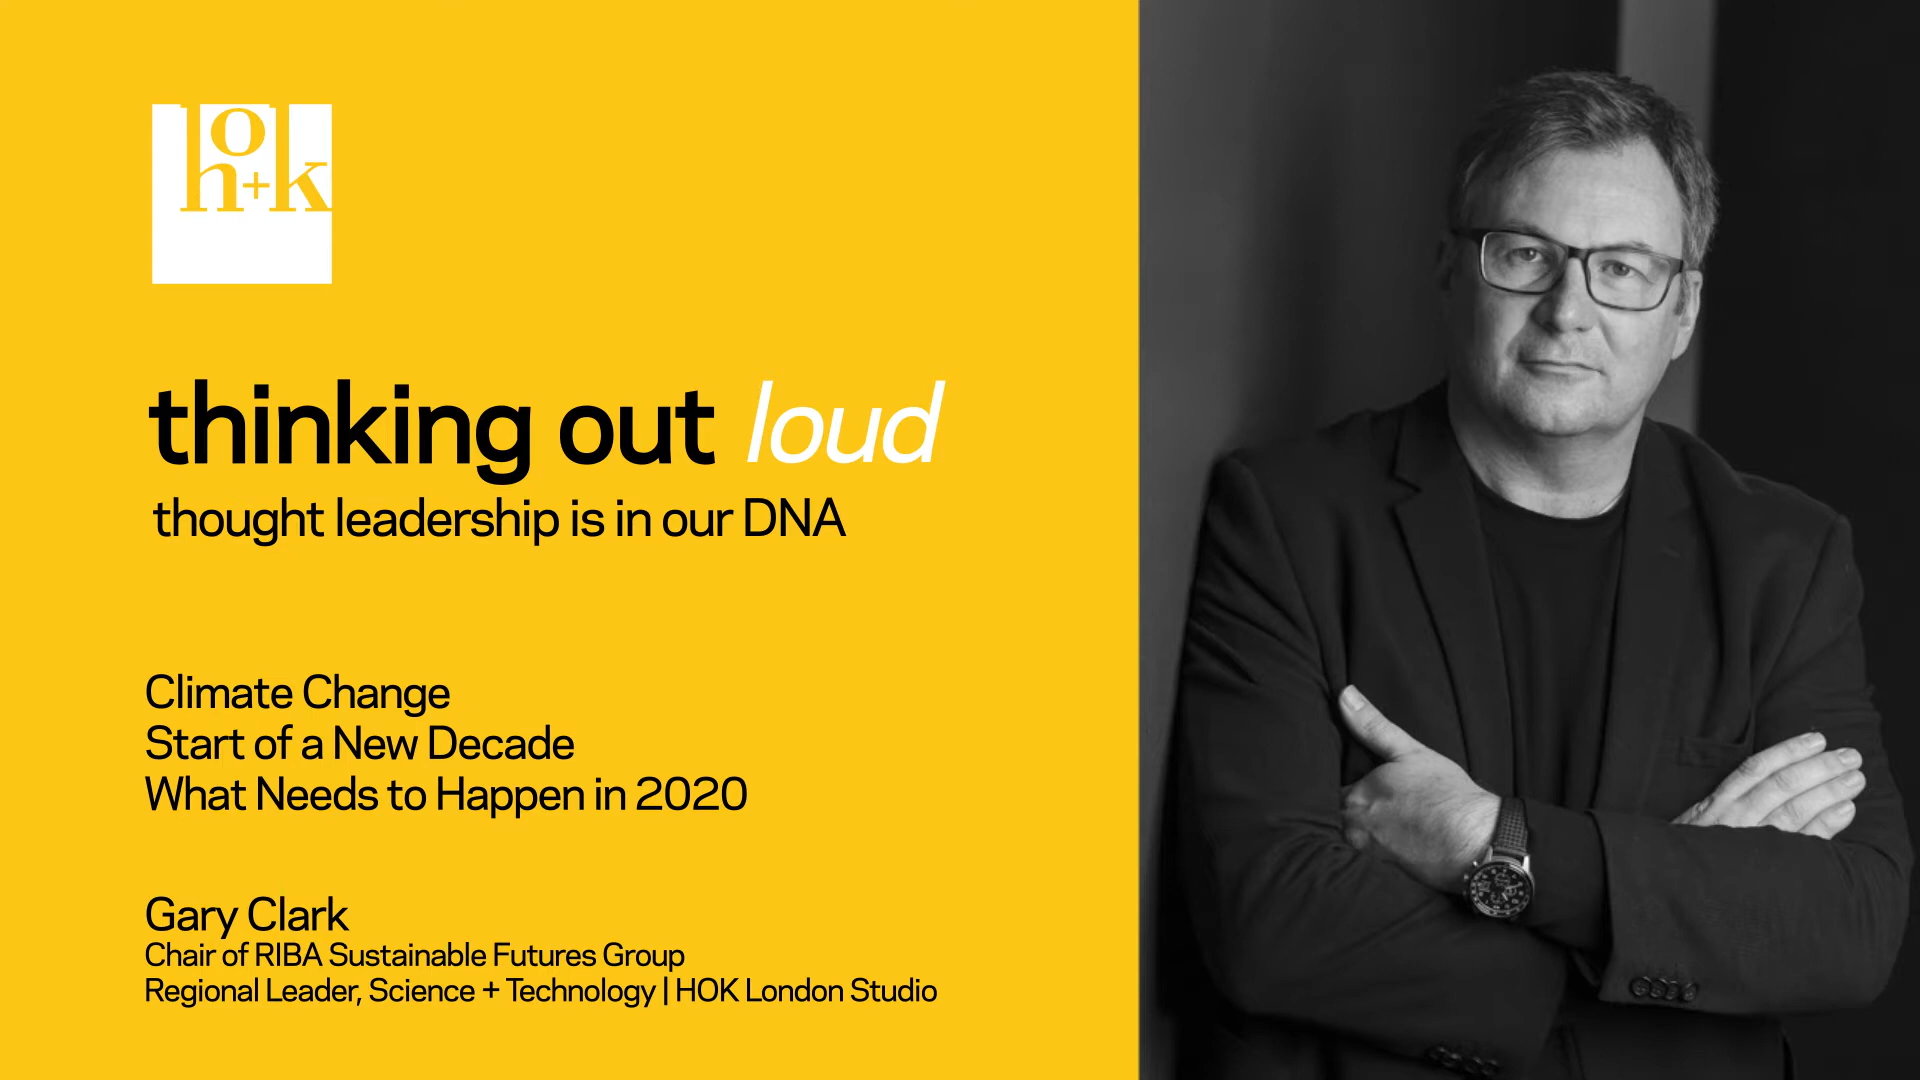 hok+
thinking out loud
thought leadership is in our DNA
Climate Change
Start of a New Decade
What Needs to Happen in 2020
Gary Clark
Chair of RIBA Sustainable Futures Group
Regional Leader, Science + Technology | HOK London Studio